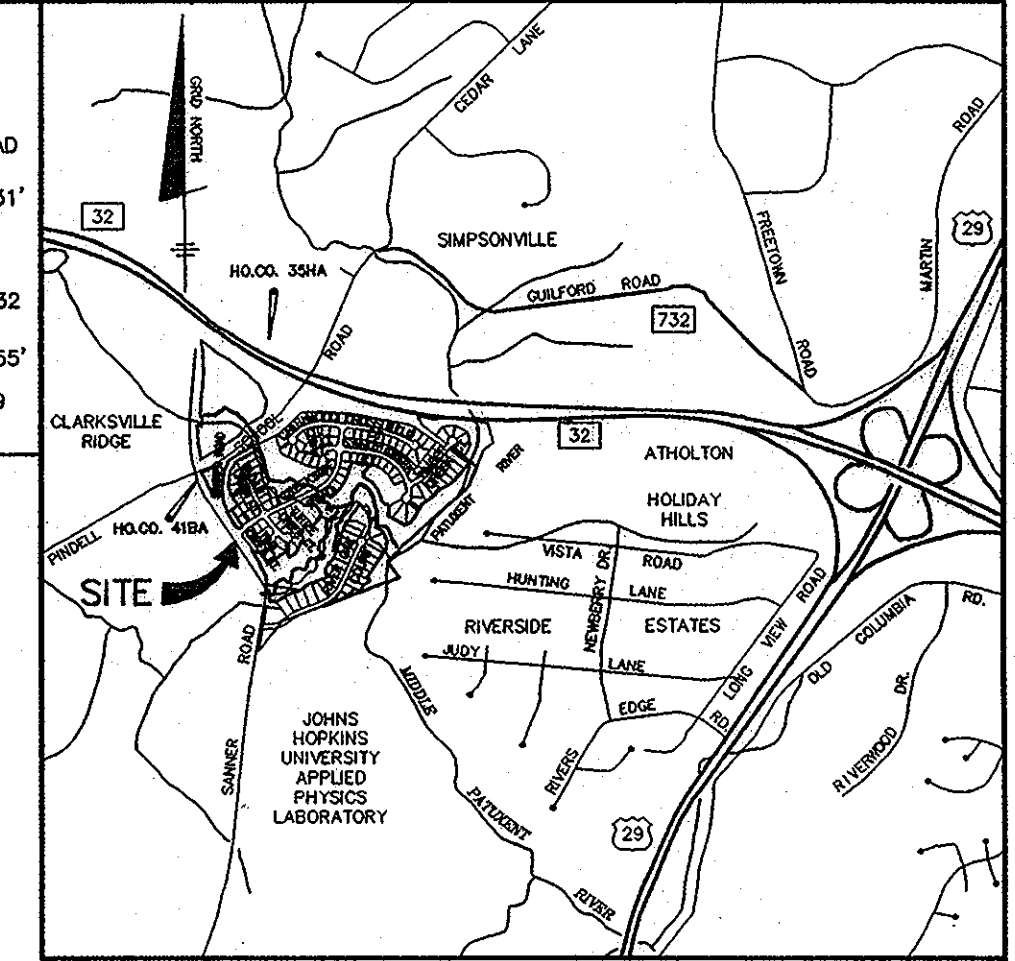 LANE
CEDAR
AD
GRID NORTH
ROAD
31'
32
FREETOWN
29
SIMPSONVILLE
MARTIN
HO.CO. 35HA
GUILFORD ROAD
32
732
ROAD
55'
ROAD
9
CLARKSVILLE
RIDGE
SCHOOL
32
ATHOLTON
RIVER
HOLIDAY
HILLS
PATUXENT
HO.CO. 41BA
PINDELL
VISTA ROAD
SITE
HUNTING LANE
NEWBERRY DR.
ROAD
RD.
COLUMBIA
OLD
RIVERSIDE ESTATES
VIEW
LONG
ROAD
JUDY LANE
MIDDLE
DR.
EDGE RD.
RIVERWOOD
JOHNS
HOPKINS
UNIVERSITY
APPLIED
PHYSICS
LABORATORY
SANNER
RIVERS
PATUXENT
29
RIVER